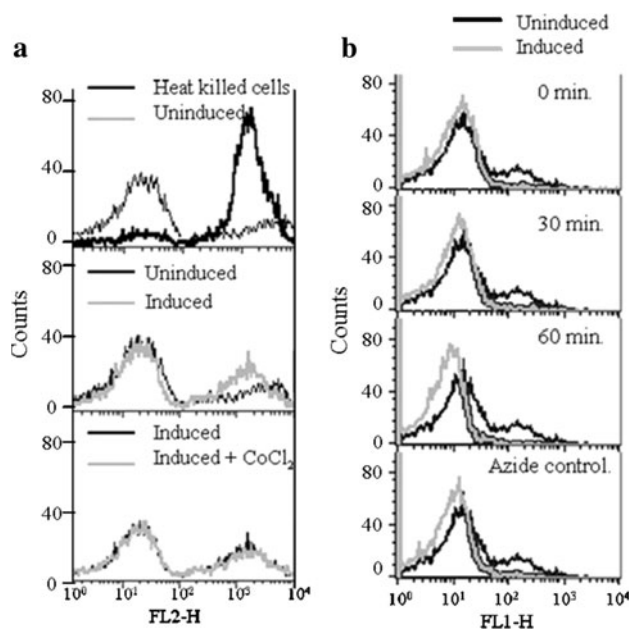 a
Heat killed cells
Uninduced
80
40
0
Uninduced
Induced
80
40
0
Induced
Induced + CoCl2
80
40
0
10^0 10^1 10^2 10^3 10^4
FL2-H
Counts
b
Uninduced
Induced
0 min.
80
40
0
30 min.
80
40
0
60 min.
80
40
0
Azide control.
80
40
0
10^0 10^1 10^2 10^3 10^4
FL1-H
Counts